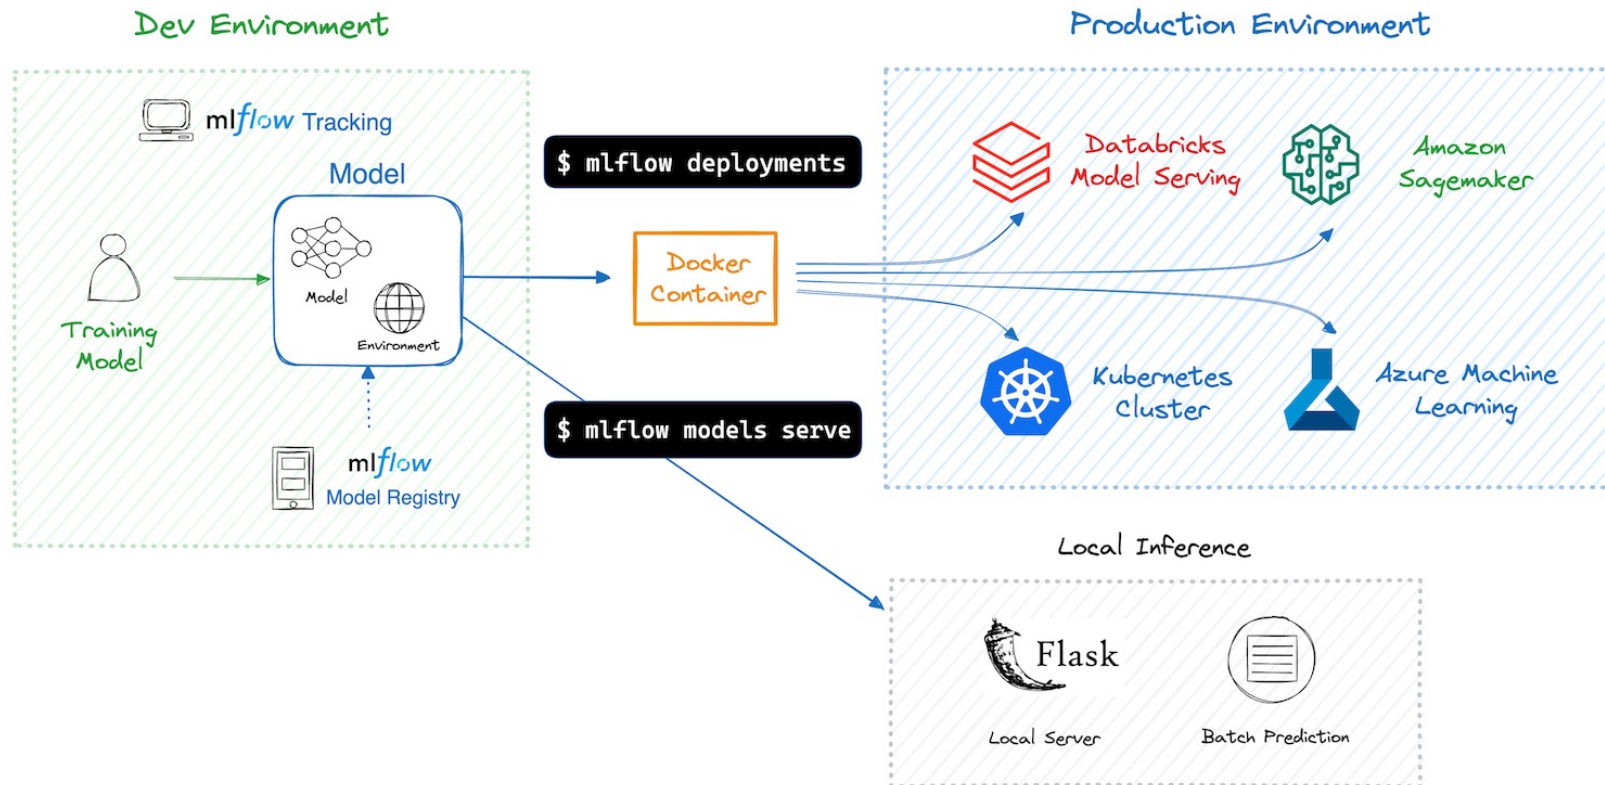 Dev Environment
Production Environment
mlflow Tracking
Model
Model
Environment
Training
Model
mlflow
Model Registry
$ mlflow deployments
Docker
Container
$ mlflow models serve
Databricks
Model Serving
Amazon
Sagemaker
Kubernetes
Cluster
Azure Machine
Learning
Local Inference
Flask
Local Server
Batch Prediction